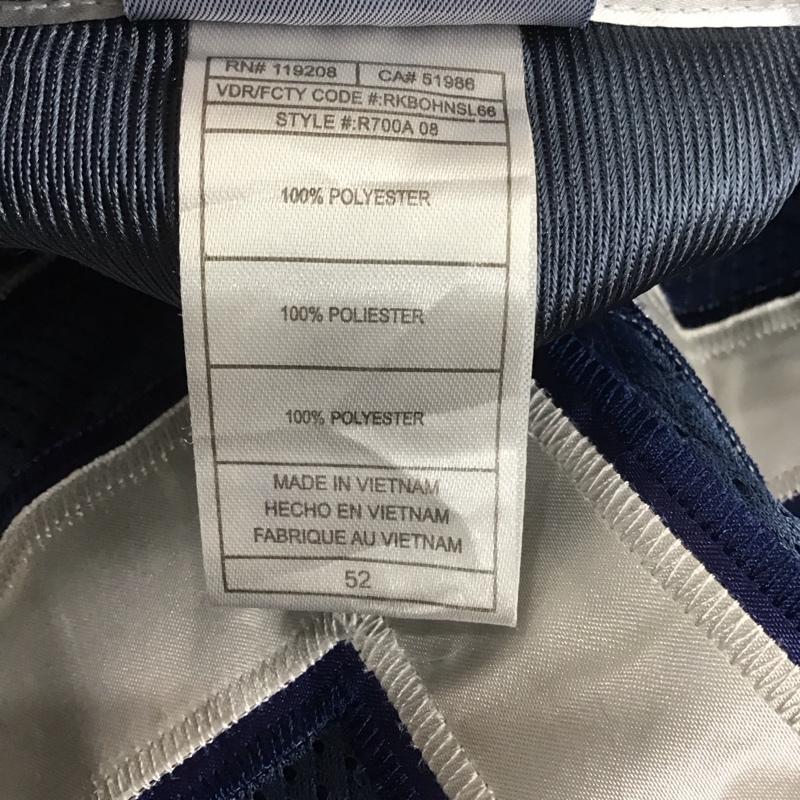 RN# 119208 CA# 51986
VDR/FCTY CODE #:RKBOHNSL66
STYLE #:R700A 08
100% POLYESTER
100% POLIESTER
100% POLYESTER
MADE IN VIETNAM
HECHO EN VIETNAM
FABRIQUE AU VIETNAM
52